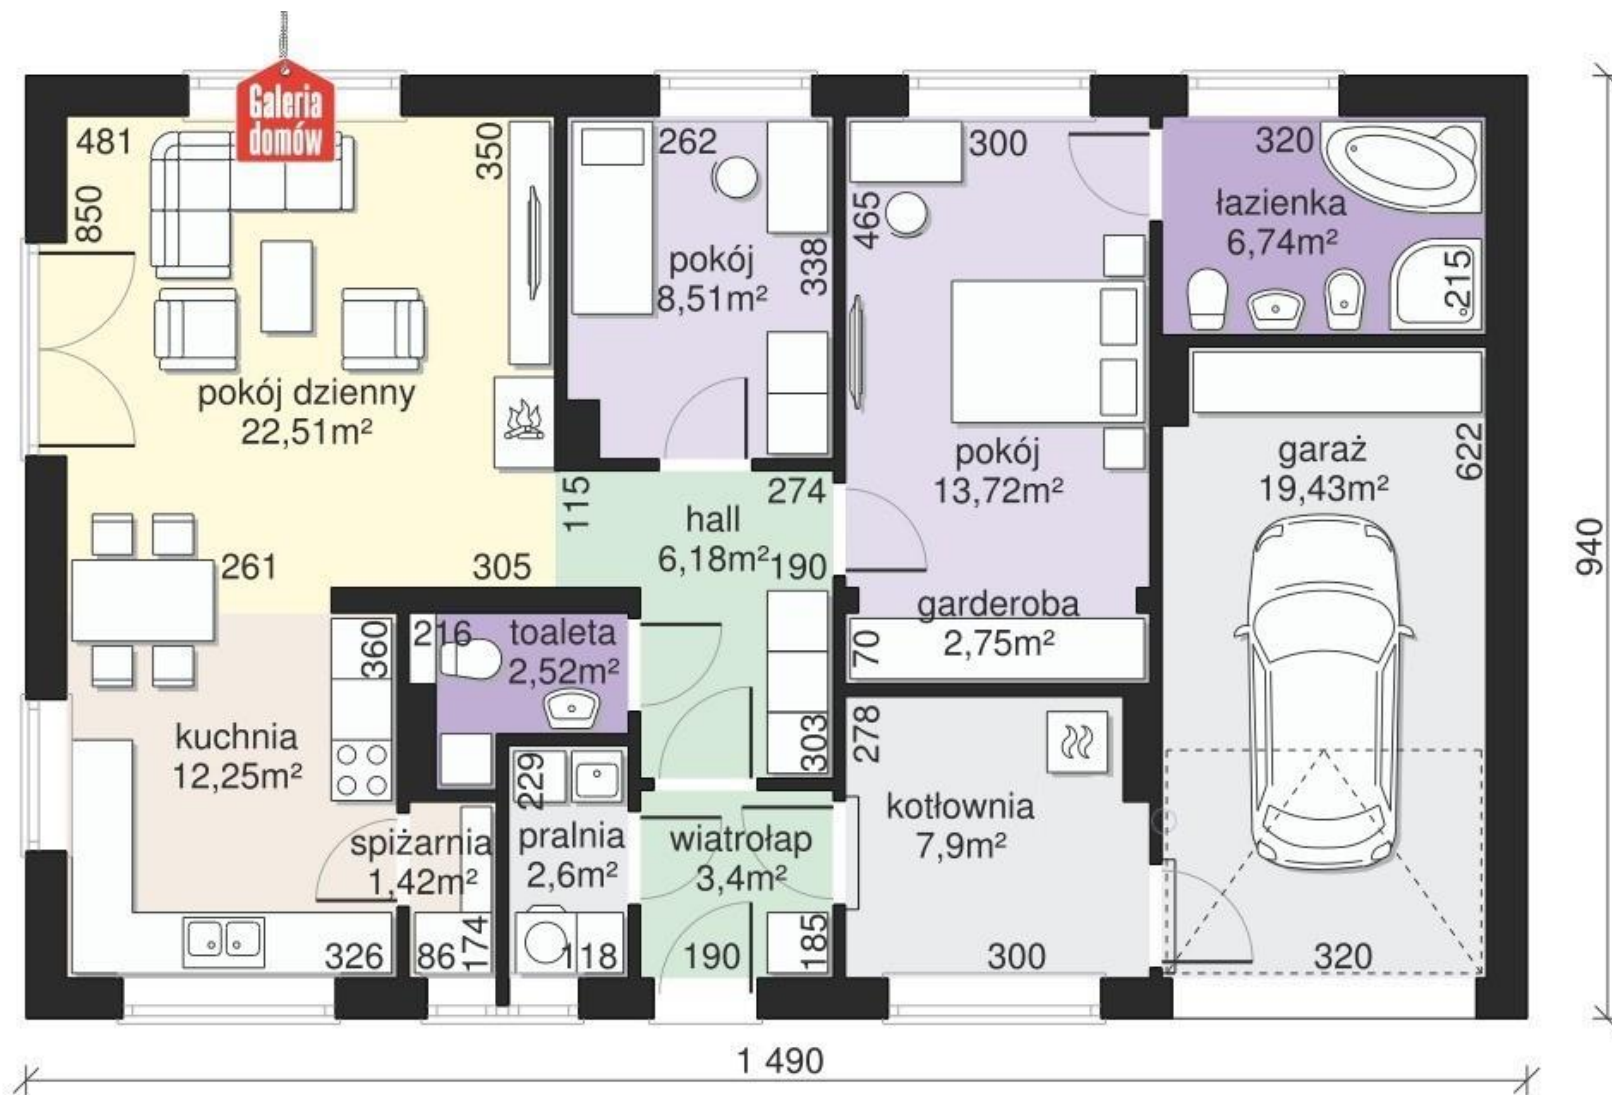 Galeria
domów
481
850
350
pokój dzienny
22,51m²
262
338
pokój
8,51m²
300
465
pokój
13,72m²
320
łazienka
6,74m²
215
garaż
19,43m²
622
320
115
274
hall
6,18m²
190
303
261
305
garderoba
2,75m²
70
360
216
toaleta
2,52m²
kuchnia
12,25m²
326
spiżarnia
1,42m²
86
174
229
pralnia
2,6m²
118
wiatrołap
3,4m²
190
185
278
kotłownia
7,9m²
300
940
1 490